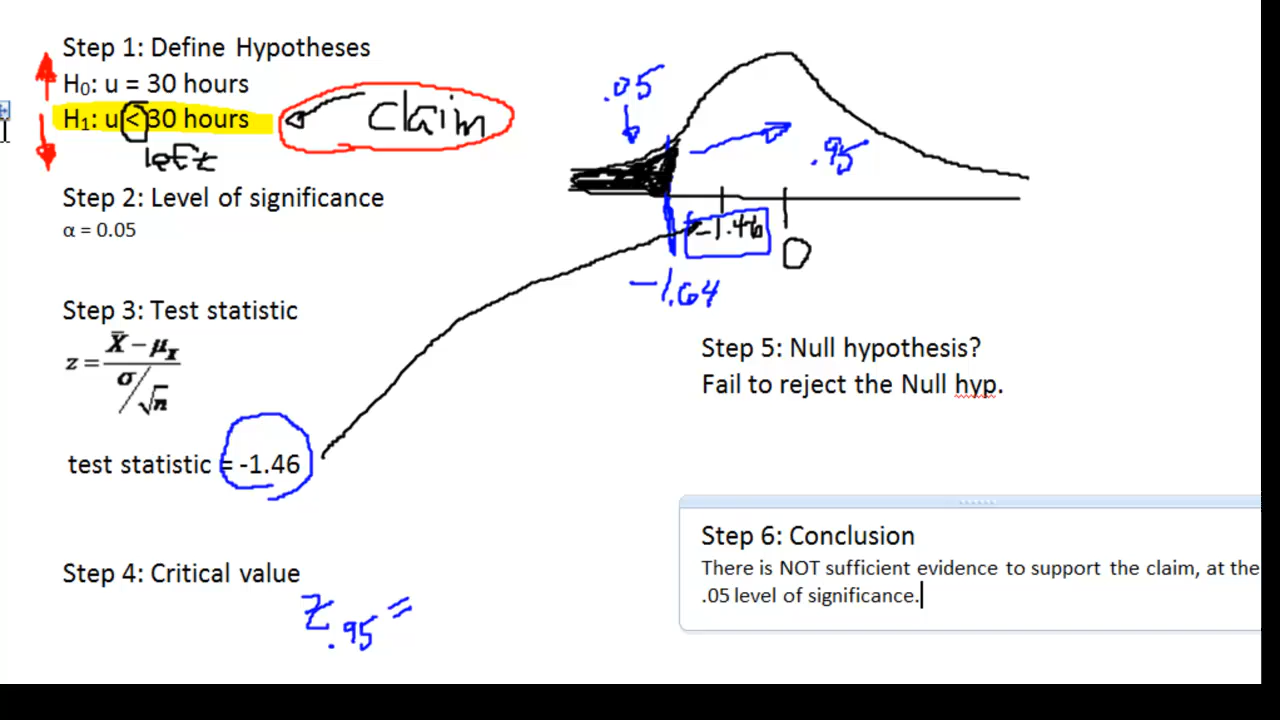 Step 1: Define Hypotheses
H₀: u = 30 hours
H₁: u < 30 hours
claim
left
Step 2: Level of significance
α = 0.05
Step 3: Test statistic
z = X̄ − μx̄ / σ/√n
test statistic = -1.46
Step 4: Critical value
z.95 =
.05
.95
-1.46
0
-1.64
Step 5: Null hypothesis?
Fail to reject the Null hyp.
Step 6: Conclusion
There is NOT sufficient evidence to support the claim, at the
.05 level of significance.